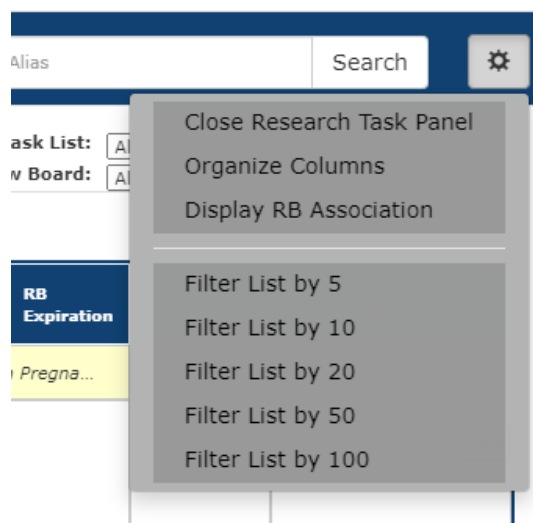 Alias
Search
Close Research Task Panel
Organize Columns
Display RB Association
ask List:
w Board:
RB
Expiration
Pregna...
Filter List by 5
Filter List by 10
Filter List by 20
Filter List by 50
Filter List by 100